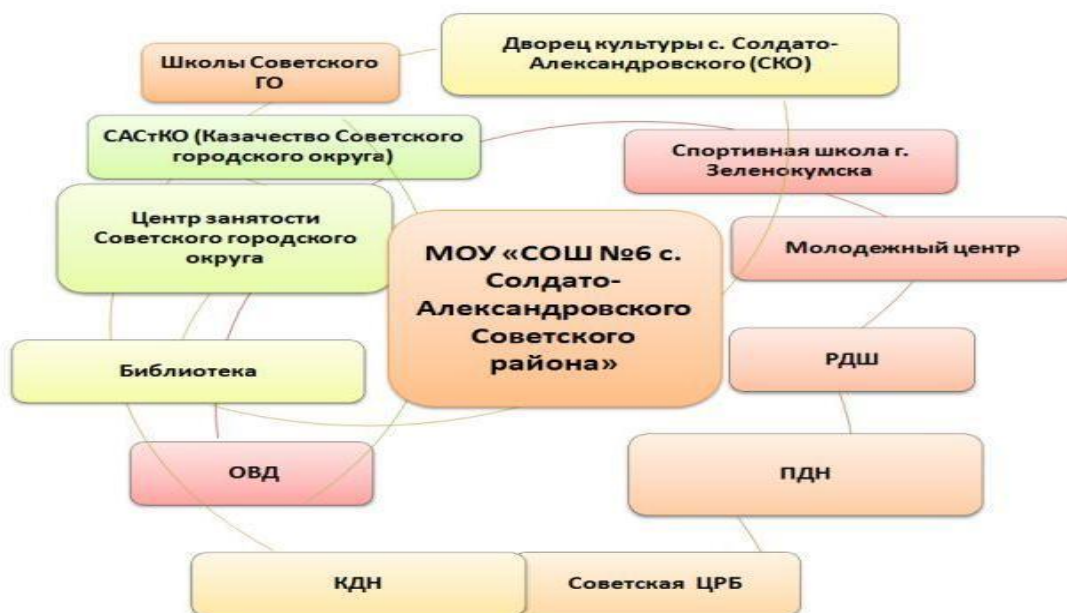 Школы Советского
ГО
Дворец культуры с. Солдато-
Александровского (СКО)
САСтКО (Казачество Советского
городского округа)
Спортивная школа г.
Зеленокумска
Центр занятости
Советского городского
округа
МОУ «СОШ №6 с.
Солдато-
Александровского
Советского
района»
Молодежный центр
Библиотека
РДШ
ОВД
ПДН
КДН
Советская ЦРБ